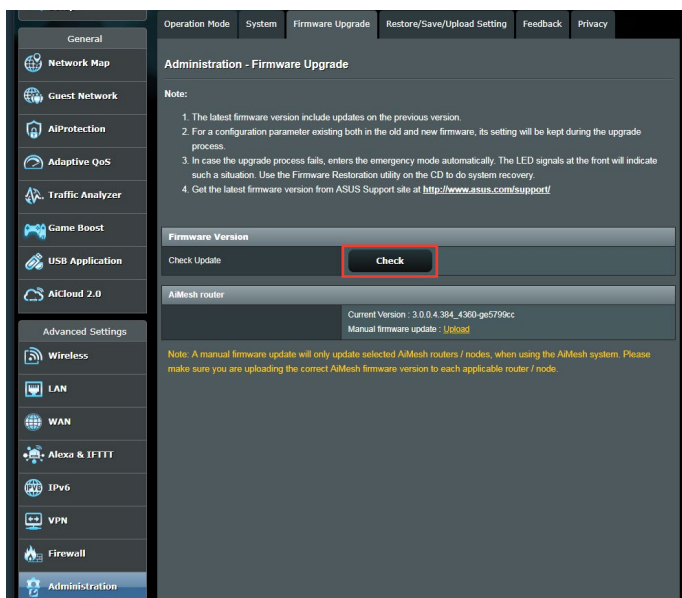 Operation Mode System Firmware Upgrade Restore/Save/Upload Setting Feedback Privacy
General
Network Map
Guest Network
AiProtection
Adaptive QoS
Traffic Analyzer
Game Boost
USB Application
AiCloud 2.0
Advanced Settings
Wireless
LAN
WAN
Alexa & IFTTT
IPv6
VPN
Firewall
Administration
Administration - Firmware Upgrade
Note:
1. The latest firmware version include updates on the previous version.
2. For a configuration parameter existing both in the old and new firmware, its setting will be kept during the upgrade
process.
3. In case the upgrade process fails, enters the emergency mode automatically. The LED signals at the front will indicate
such a situation. Use the Firmware Restoration utility on the CD to do system recovery.
4. Get the latest firmware version from ASUS Support site at http://www.asus.com/support/
Firmware Version
Check Update Check
AiMesh router
Current Version : 3.0.0.4.384_4360-ge5799cc
Manual firmware update : Upload
Note: A manual firmware update will only update selected AiMesh routers / nodes, when using the AiMesh system. Please
make sure you are uploading the correct AiMesh firmware version to each applicable router / node.